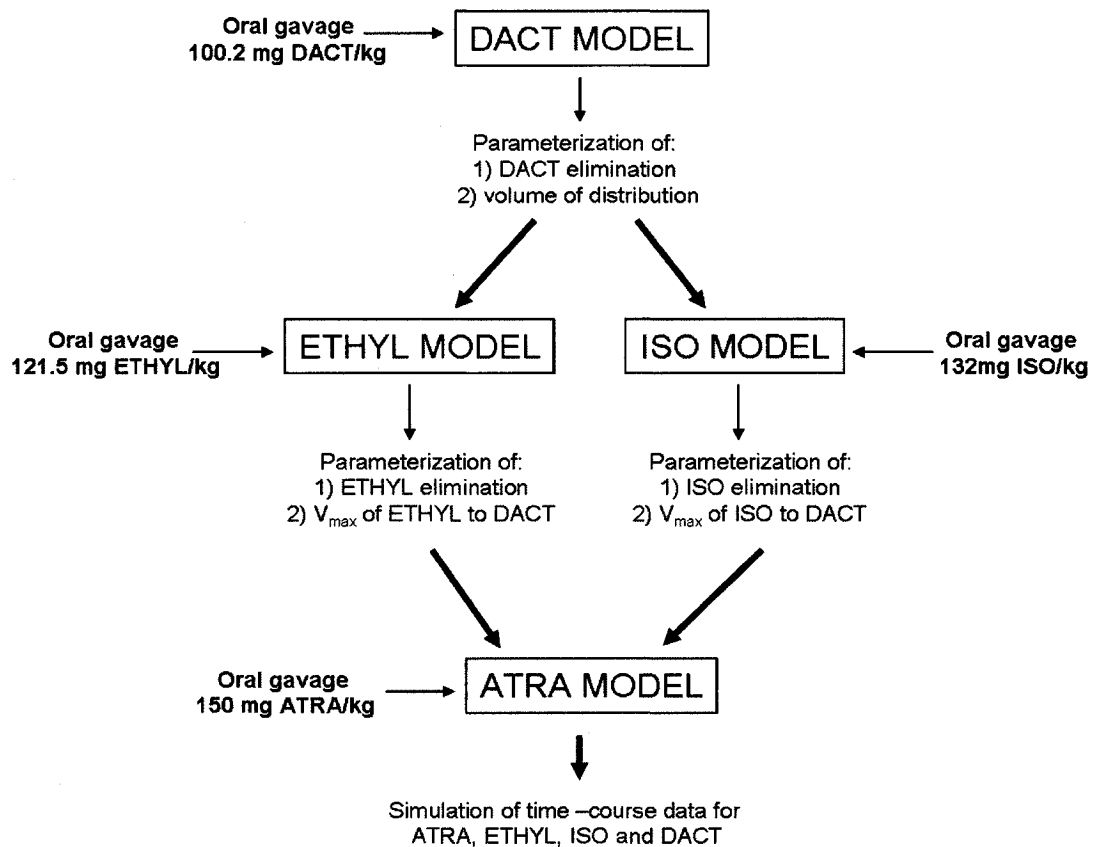 Oral gavage
100.2 mg DACT/kg
DACT MODEL
Parameterization of:
1) DACT elimination
2) volume of distribution
Oral gavage
121.5 mg ETHYL/kg
ETHYL MODEL
ISO MODEL
Oral gavage
132mg ISO/kg
Parameterization of:
1) ETHYL elimination
2) Vmax of ETHYL to DACT
Parameterization of:
1) ISO elimination
2) Vmax of ISO to DACT
Oral gavage
150 mg ATRA/kg
ATRA MODEL
Simulation of time –course data for
ATRA, ETHYL, ISO and DACT